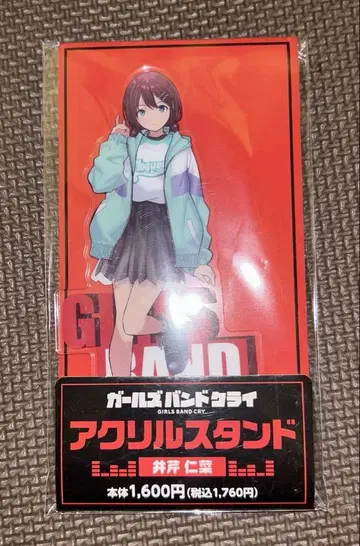 GIRLS
BAND
ガールズバンドクライ
GIRLS BAND CRY
アクリルスタンド
井芹 仁菜
本体1,600円(税込1,760円)